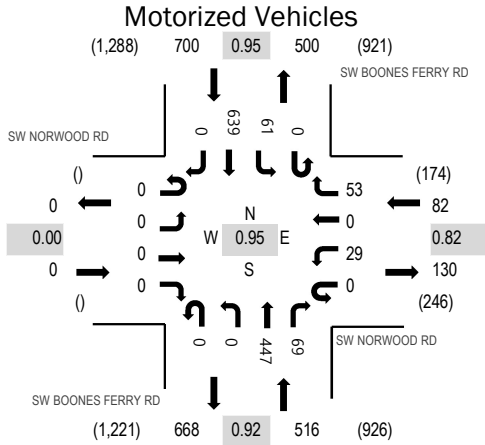 Motorized Vehicles
(1,288) 700 0.95 500 (921)
SW BOONES FERRY RD
SW NORWOOD RD
0 639 61 0
() 0 53 (174)
0 0 N 0 82
0.00 W 0.95 E 0.82
0 0 S 29 130
() 0 0 (246)
0 0 447 69
SW NORWOOD RD
SW BOONES FERRY RD
(1,221) 668 0.92 516 (926)